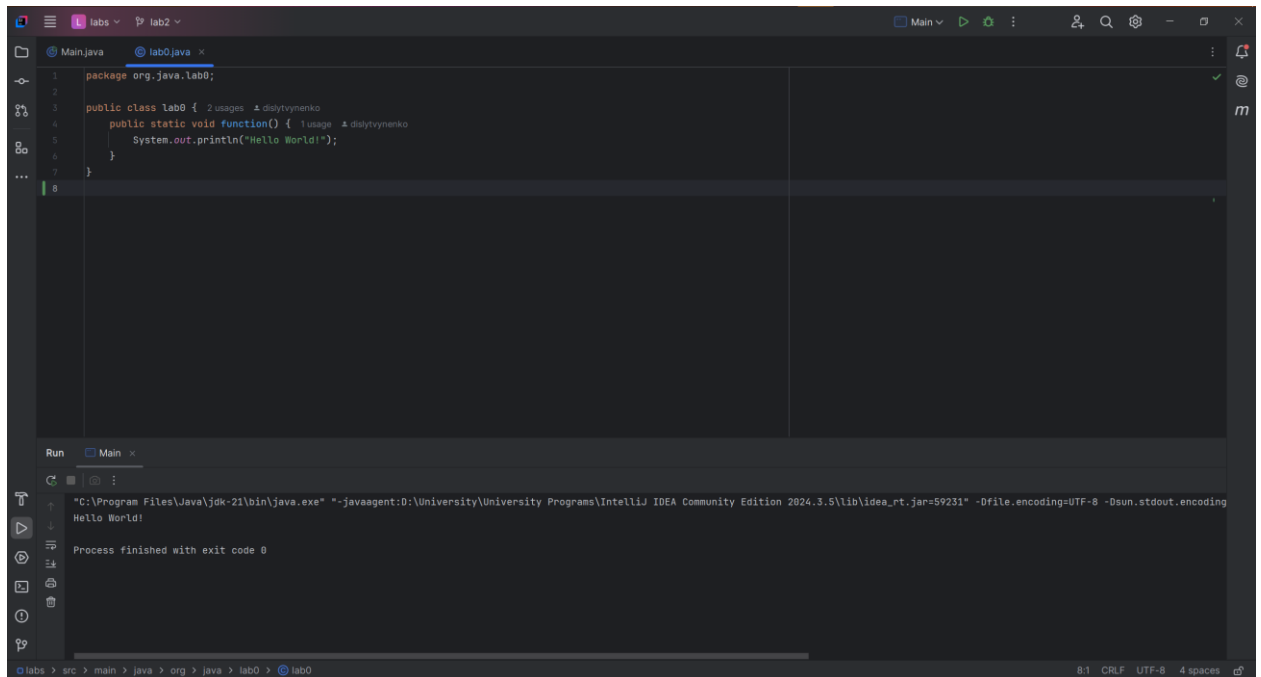 L labs lab2 Main
Main.java lab0.java
1 package org.java.lab0;
2
3 public class lab0 { 2 usages dislytvynenko
4 public static void function() { 1 usage dislytvynenko
5 System.out.println("Hello World!");
6 }
7 }
8
m
Run Main
"C:\Program Files\Java\jdk-21\bin\java.exe" "-javaagent:D:\University\University Programs\IntelliJ IDEA Community Edition 2024.3.5\lib\idea_rt.jar=59231" -Dfile.encoding=UTF-8 -Dsun.stdout.encoding
Hello World!
Process finished with exit code 0
labs > src > main > java > org > java > lab0 > lab0 8:1 CRLF UTF-8 4 spaces